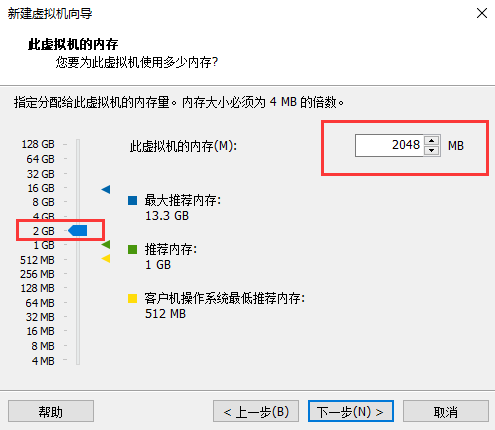 新建虚拟机向导
此虚拟机的内存
您要为此虚拟机使用多少内存?
指定分配给此虚拟机的内存量。内存大小必须为 4 MB 的倍数。
128 GB
64 GB
32 GB
16 GB
8 GB
4 GB
2 GB
1 GB
512 MB
256 MB
128 MB
64 MB
32 MB
16 MB
8 MB
4 MB
此虚拟机的内存(M):
2048 MB
最大推荐内存:
13.3 GB
推荐内存:
1 GB
客户机操作系统最低推荐内存:
512 MB
帮助
< 上一步(B)
下一步(N) >
取消